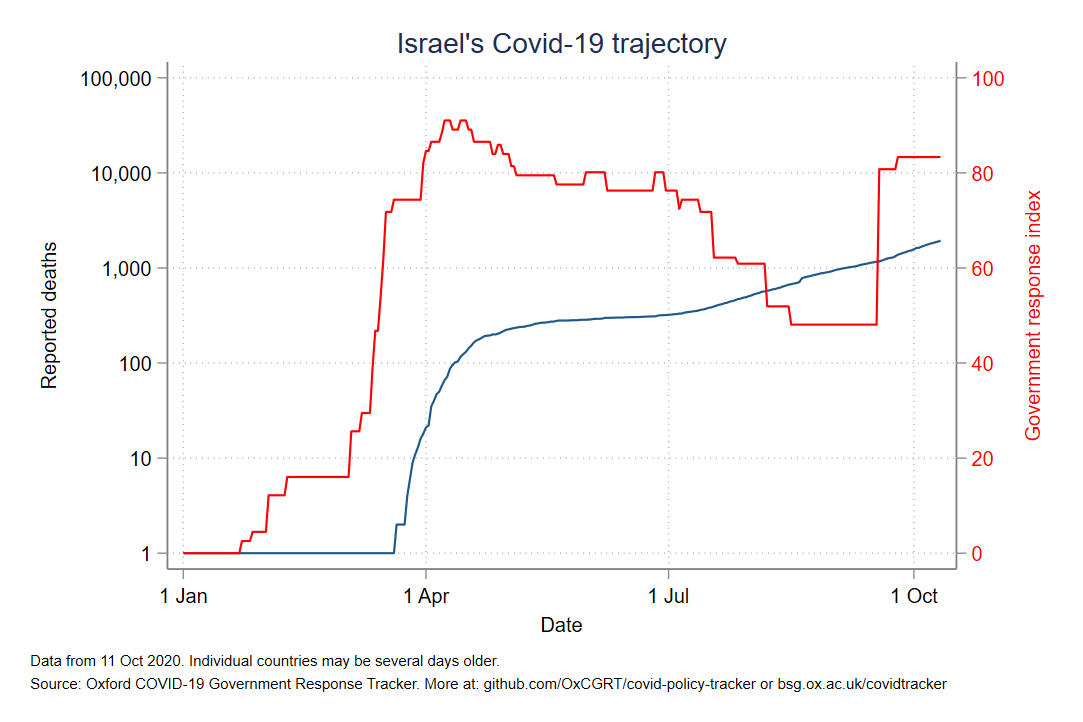 Israel's Covid-19 trajectory
100,000
10,000
1,000
100
10
1
Reported deaths
100
80
60
40
20
0
Government response index
1 Jan
1 Apr
1 Jul
1 Oct
Date
Data from 11 Oct 2020. Individual countries may be several days older.
Source: Oxford COVID-19 Government Response Tracker. More at: github.com/OxCGRT/covid-policy-tracker or bsg.ox.ac.uk/covidtracker